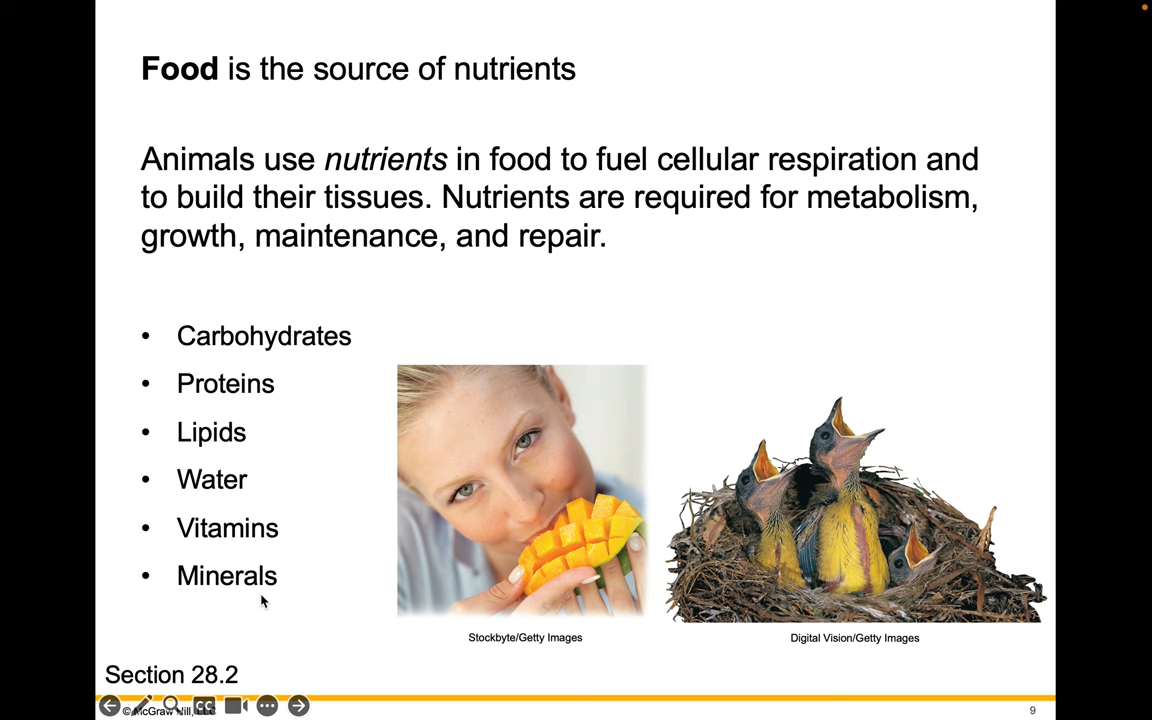 Food is the source of nutrients
Animals use nutrients in food to fuel cellular respiration and
to build their tissues. Nutrients are required for metabolism,
growth, maintenance, and repair.
• Carbohydrates
• Proteins
• Lipids
• Water
• Vitamins
• Minerals
Stockbyte/Getty Images
Digital Vision/Getty Images
Section 28.2
CC
©McGraw Hill, LLC
9